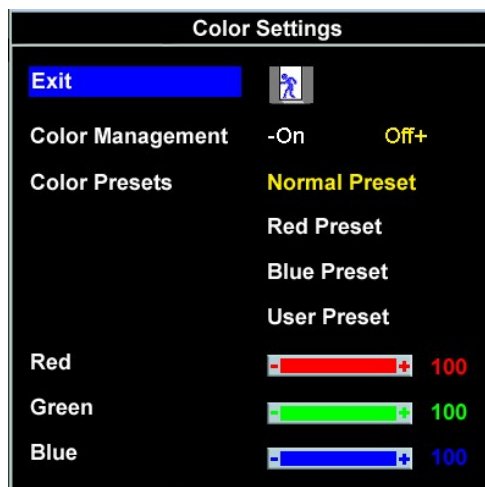 Color Settings
Exit
Color Management -On Off+
Color Presets Normal Preset
Red Preset
Blue Preset
User Preset
Red - + 100
Green - + 100
Blue - + 100